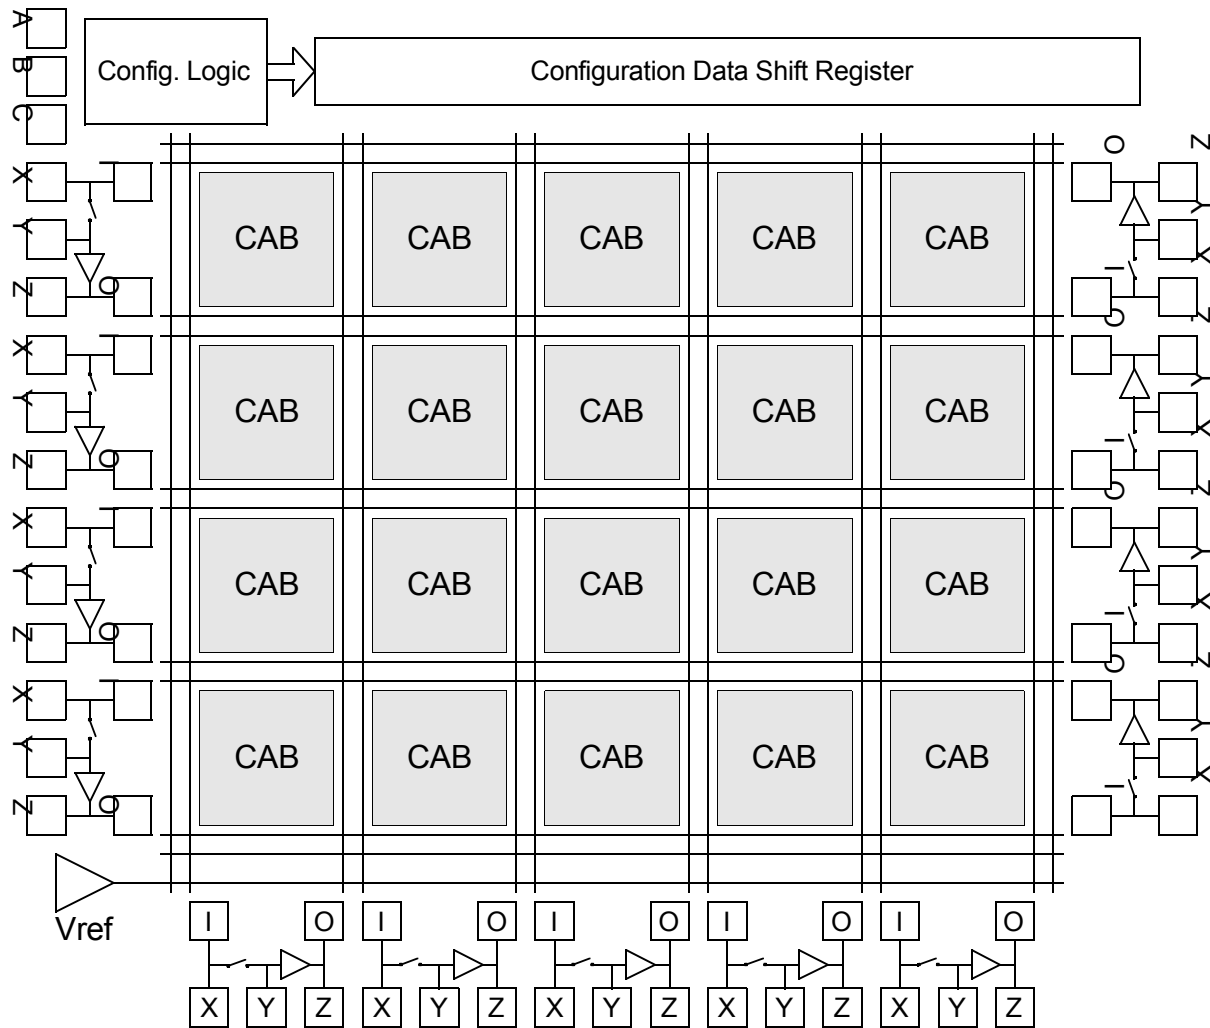 A
B
C
Config. Logic
Configuration Data Shift Register
X I
Y
Z O
CAB CAB CAB CAB CAB
O Z
Y
I X
X I
Y
Z O
CAB CAB CAB CAB CAB
O Z
Y
I X
X I
Y
Z O
CAB CAB CAB CAB CAB
O Z
Y
I X
X I
Y
Z O
CAB CAB CAB CAB CAB
O Z
Y
I X
Vref
I O I O I O I O I O
X Y Z X Y Z X Y Z X Y Z X Y Z